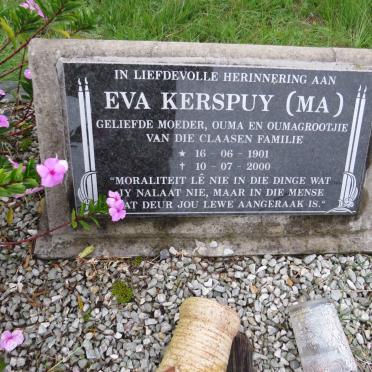 IN LIEFDEVOLLE HERINNERING AAN
EVA KERSPUY (MA)
GELIEFDE MOEDER, OUMA EN OUMAGROOTJIE
VAN DIE CLAASEN FAMILIE
★ 16 - 06 - 1901
† 10 - 07 - 2000
"MORALITEIT LÊ NIE IN DIE DINGE WAT
JY NALAAT NIE, MAAR IN DIE MENSE
WAT DEUR JOU LEWE AANGERAAK IS."